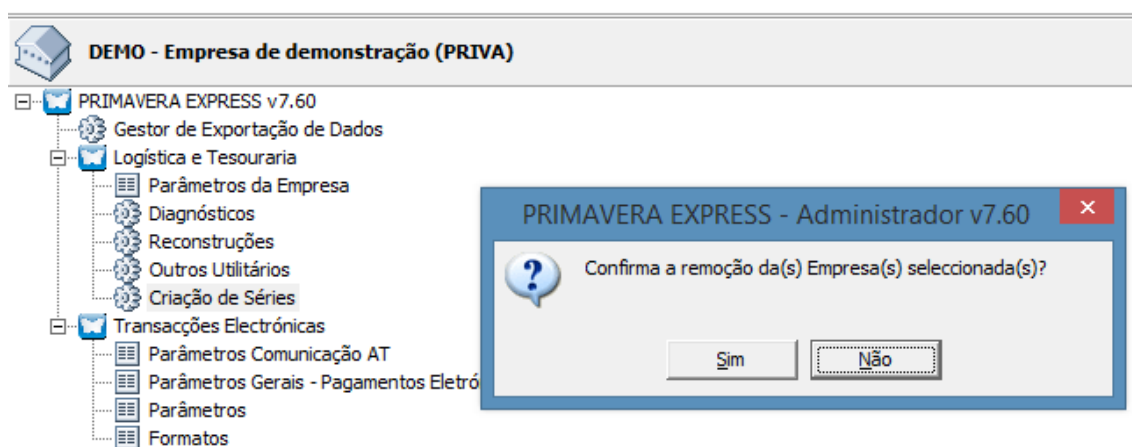 DEMO - Empresa de demonstração (PRIVA)
PRIMAVERA EXPRESS v7.60
Gestor de Exportação de Dados
Logística e Tesouraria
Parâmetros da Empresa
Diagnósticos
Reconstruções
Outros Utilitários
Criação de Séries
Transacções Electrónicas
Parâmetros Comunicação AT
Parâmetros Gerais - Pagamentos Eletró
Parâmetros
Formatos
PRIMAVERA EXPRESS - Administrador v7.60
Confirma a remoção da(s) Empresa(s) seleccionada(s)?
Sim
Não